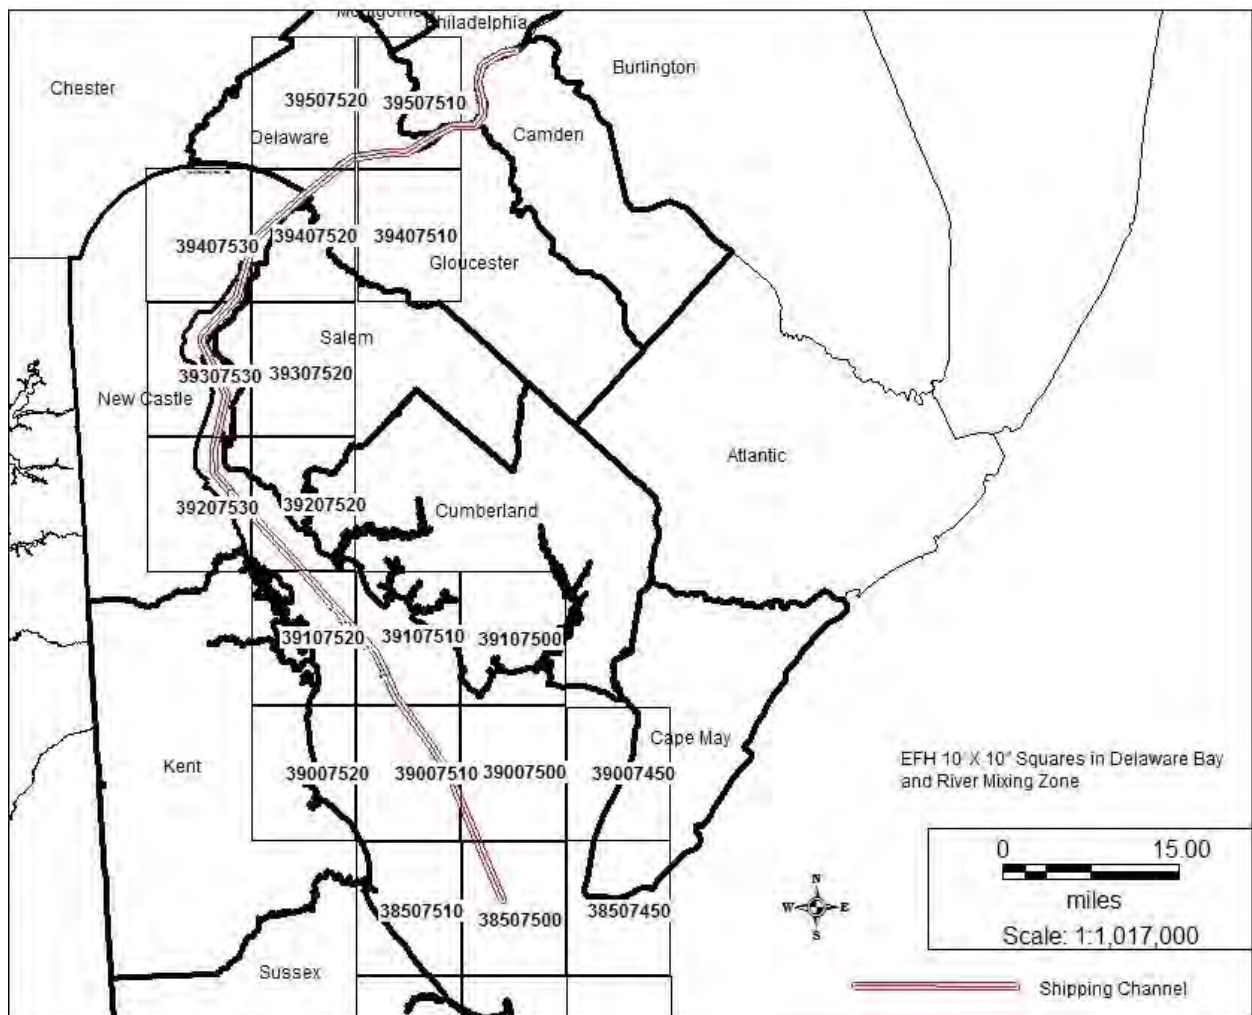 Montgomery
Philadelphia
Burlington
Chester
39507520
39507510
Delaware
Camden
39407530
39407520
39407510
Gloucester
Salem
39307530
39307520
New Castle
Atlantic
39207530
39207520
Cumberland
39107520
39107510
39107500
Cape May
Kent
39007520
39007510
39007500
39007450
EFH 10' X 10" Squares in Delaware Bay
and River Mixing Zone
0 15.00
miles
Scale: 1:1,017,000
N
W E
S
38507510
38507500
38507450
Sussex
Shipping Channel